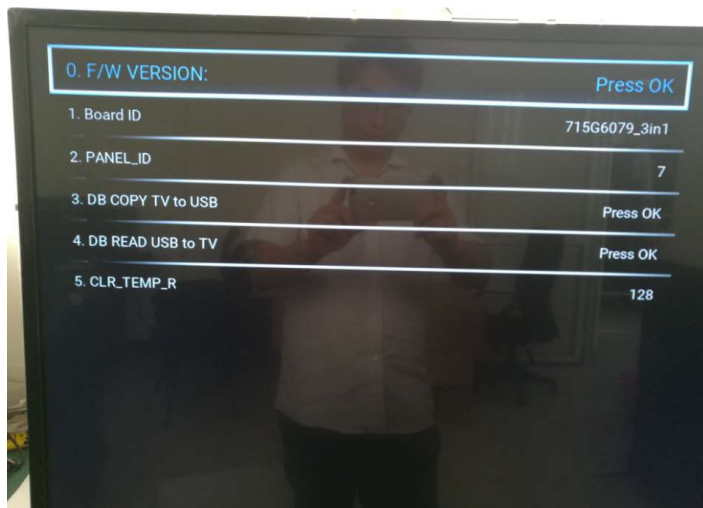 0. F/W VERSION: Press OK
1. Board ID 715G6079_3in1
2. PANEL_ID 7
3. DB COPY TV to USB Press OK
4. DB READ USB to TV Press OK
5. CLR_TEMP_R 128